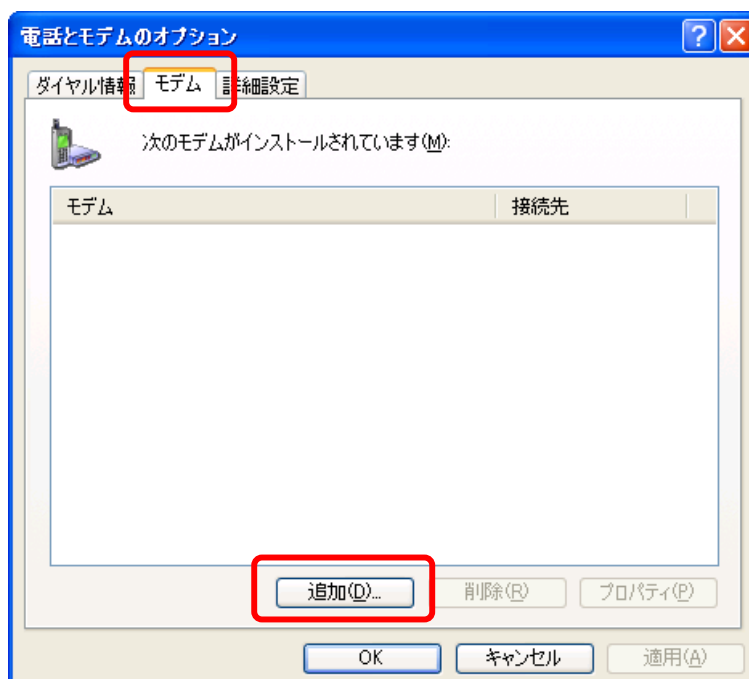 電話とモデムのオプション
ダイヤル情報 モデム 詳細設定
次のモデムがインストールされています(M):
モデム 接続先
追加(D)... 削除(R) プロパティ(P)
OK キャンセル 適用(A)